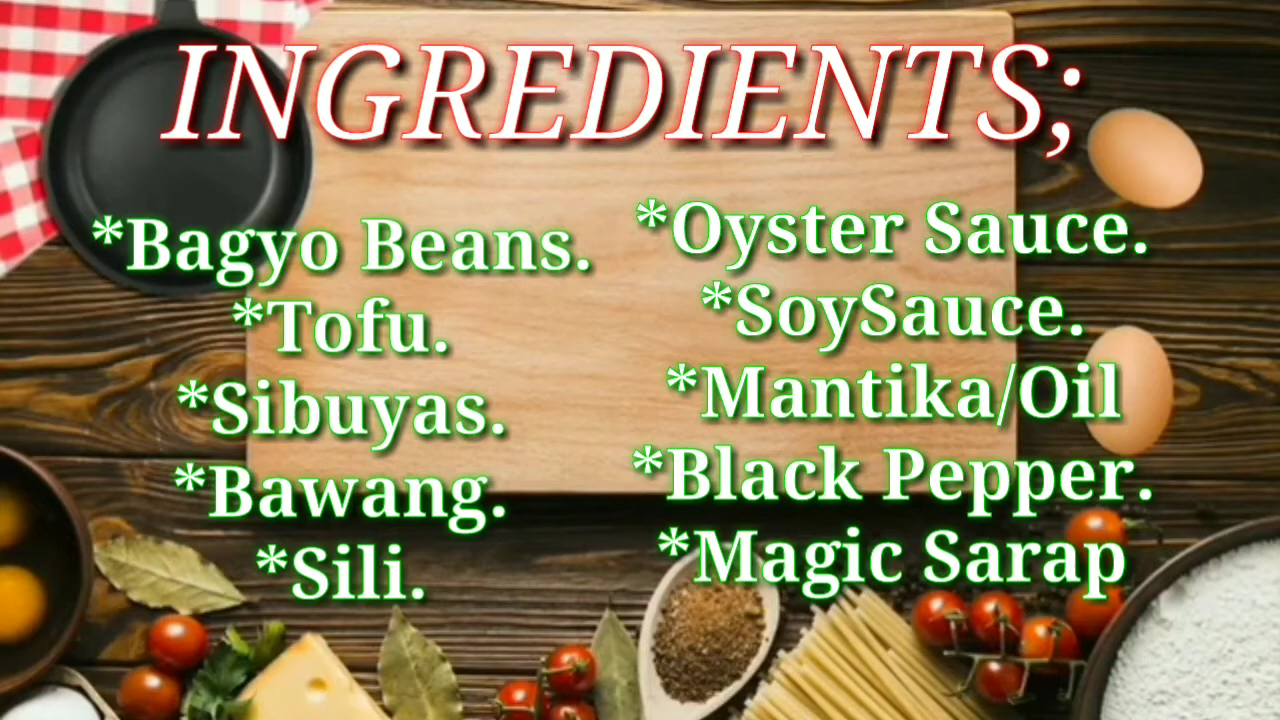 INGREDIENTS;
*Bagyo Beans.
*Tofu.
*Sibuyas.
*Bawang.
*Sili.
*Oyster Sauce.
*SoySauce.
*Mantika/Oil
*Black Pepper.
*Magic Sarap